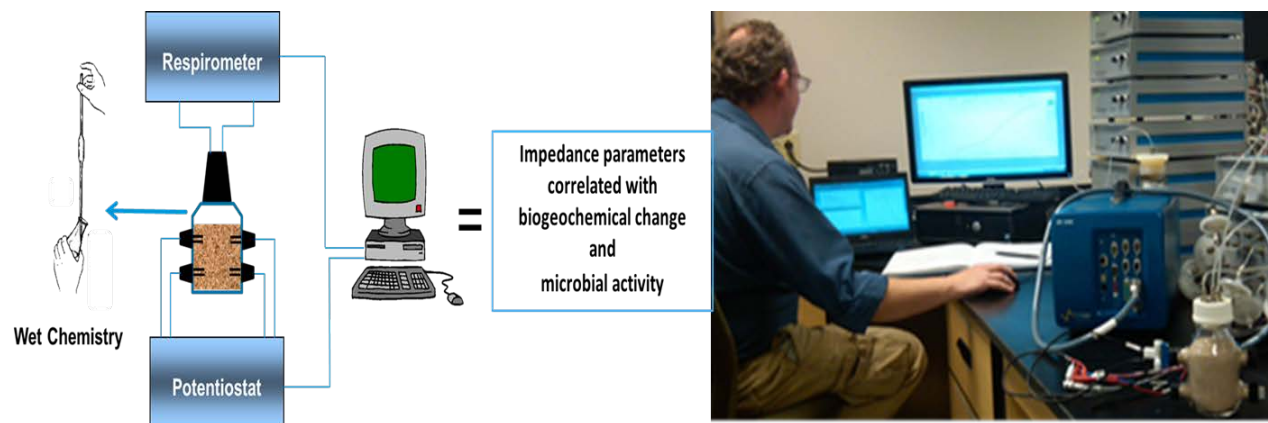 Respirometer
Wet Chemistry
Potentiostat
=
Impedance parameters
correlated with
biogeochemical change
and
microbial activity